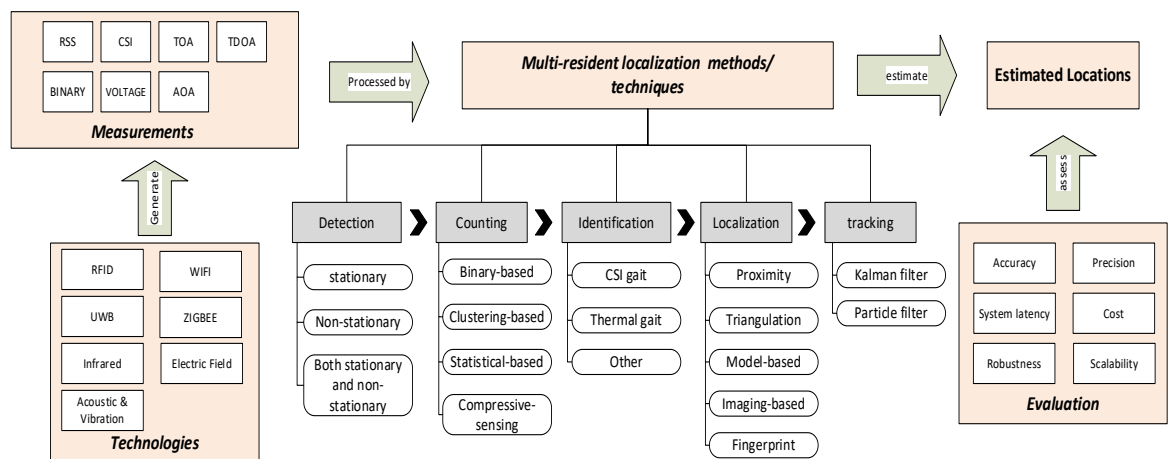 RSS
CSI
TOA
TDOA
BINARY
VOLTAGE
AOA
Measurements
Processed by
Multi-resident localization methods/
techniques
estimate
Estimated Locations
Generate
assess
RFID
WIFI
UWB
ZIGBEE
Infrared
Electric Field
Acoustic &
Vibration
Technologies
Detection
Counting
Identification
Localization
tracking
stationary
Non-stationary
Both stationary
and non-
stationary
Binary-based
Clustering-based
Statistical-based
Compressive-
sensing
CSI gait
Thermal gait
Other
Proximity
Triangulation
Model-based
Imaging-based
Fingerprint
Kalman filter
Particle filter
Accuracy
Precision
System latency
Cost
Robustness
Scalability
Evaluation